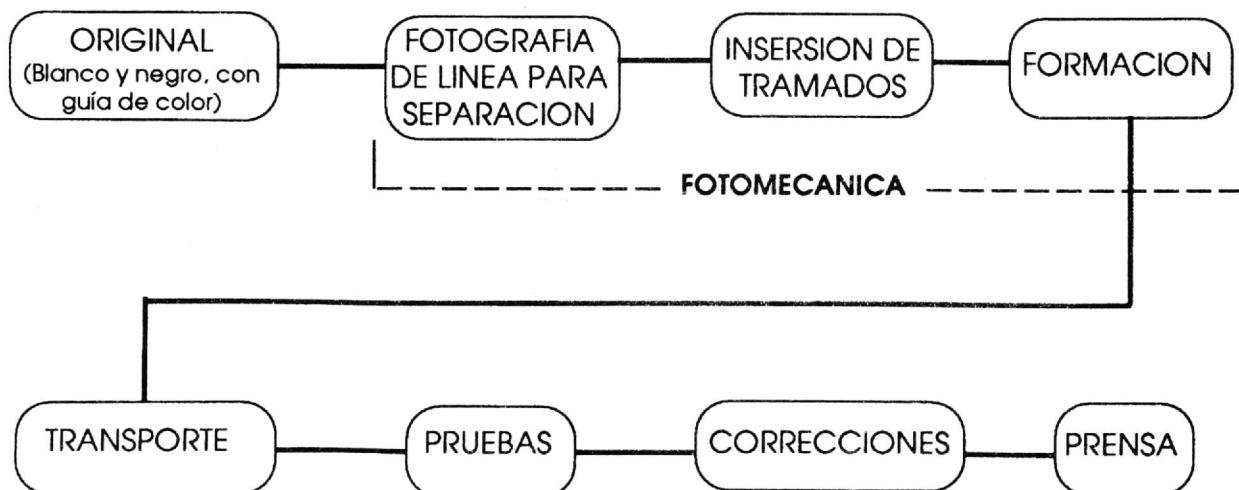 ORIGINAL
(Blanco y negro, con
guía de color)
FOTOGRAFIA
DE LINEA PARA
SEPARACION
INSERSION DE
TRAMADOS
FORMACION
FOTOMECANICA
TRANSPORTE
PRUEBAS
CORRECCIONES
PRENSA